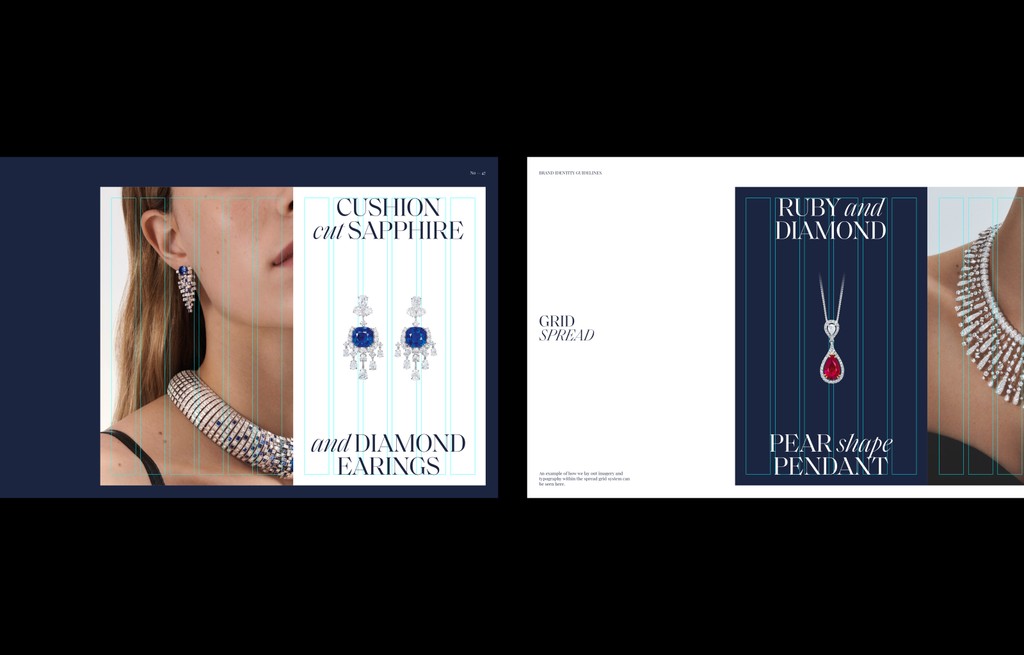 No — 47
CUSHION
cut SAPPHIRE
and DIAMOND
EARINGS
BRAND IDENTITY GUIDELINES
GRID
SPREAD
An example of how we lay out imagery and
typography within the spread grid system can
be seen here.
RUBY and
DIAMOND
PEAR shape
PENDANT